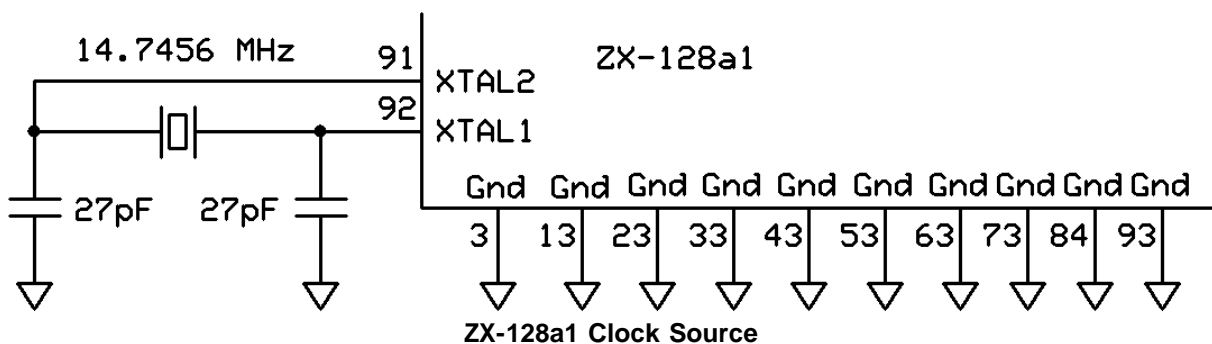 14.7456 MHz
91
ZX-128a1
XTAL2
92
XTAL1
Gnd Gnd Gnd Gnd Gnd Gnd Gnd Gnd Gnd Gnd
27pF 27pF
3 13 23 33 43 53 63 73 84 93
ZX-128a1 Clock Source